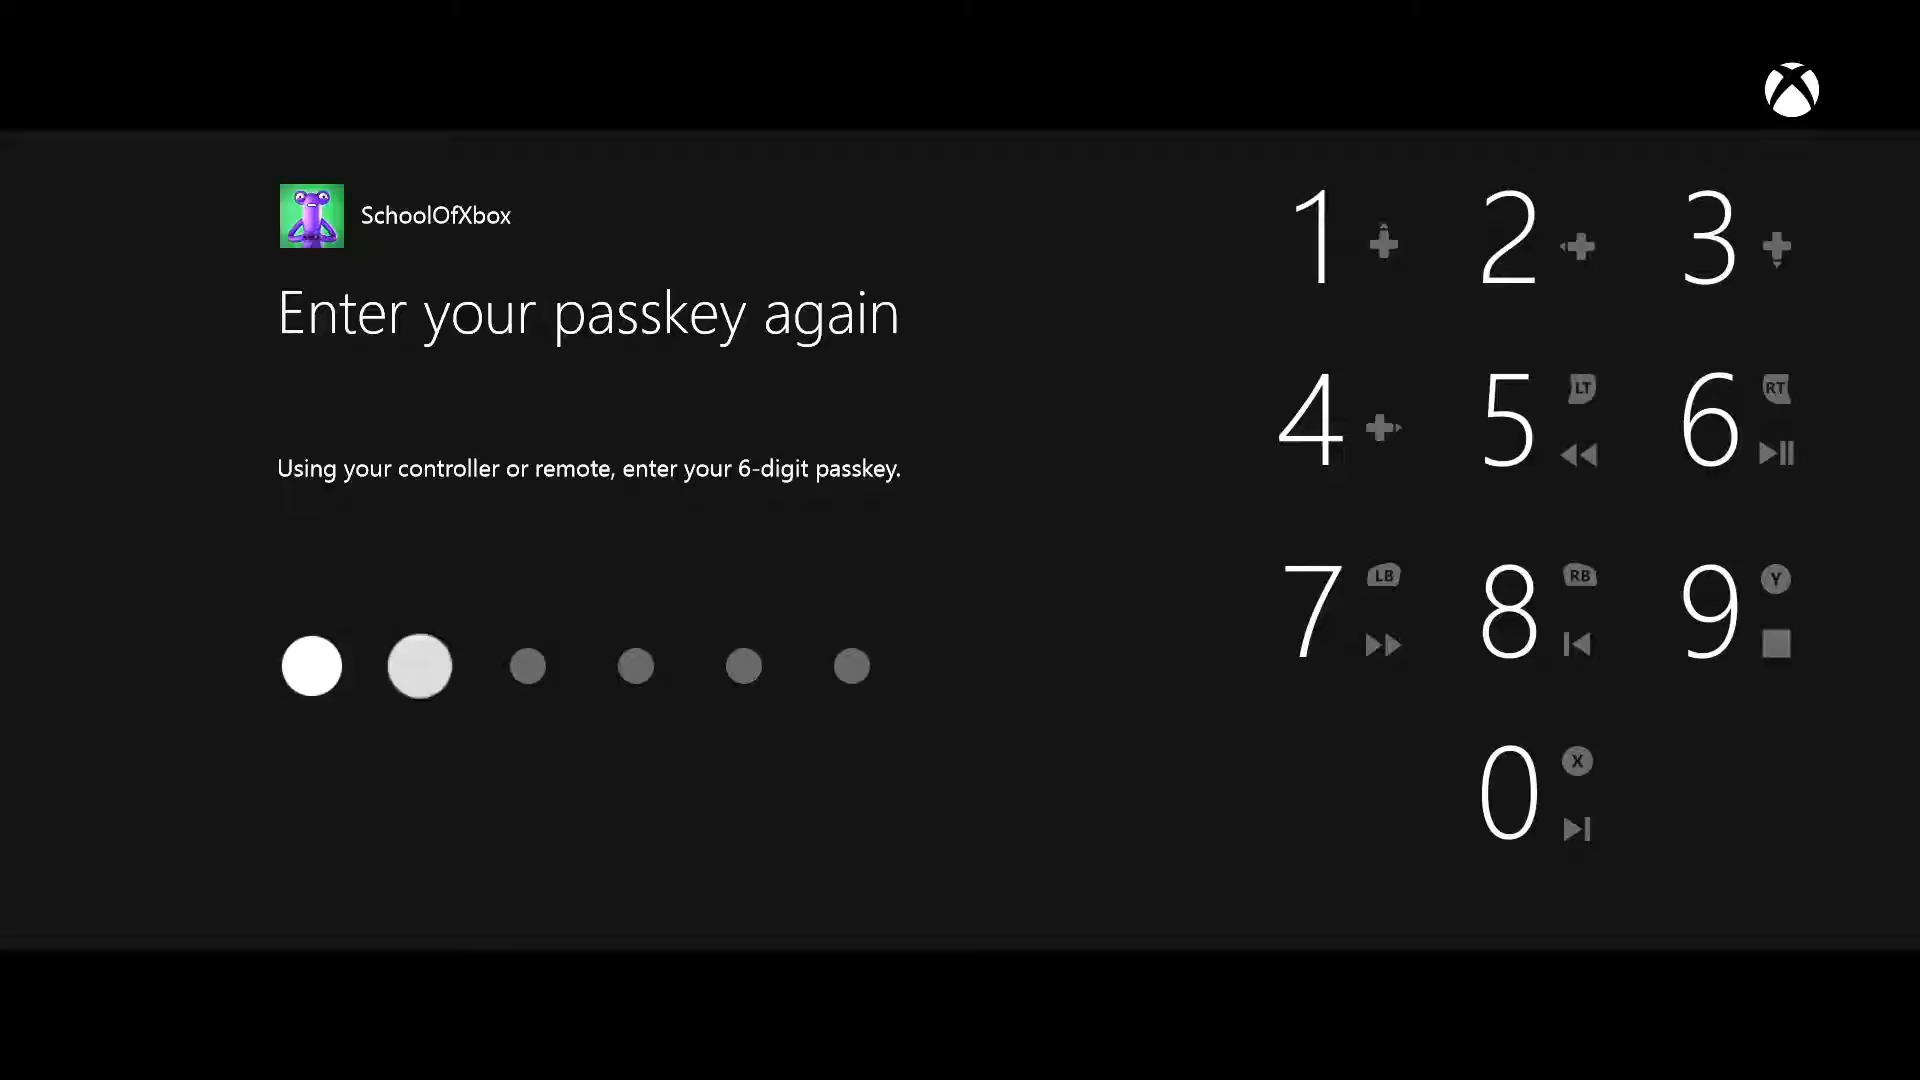 SchoolOfXbox
Enter your passkey again
Using your controller or remote, enter your 6-digit passkey.
1 2 3
4 5 LT 6 RT
7 LB 8 RB 9 Y
0 X